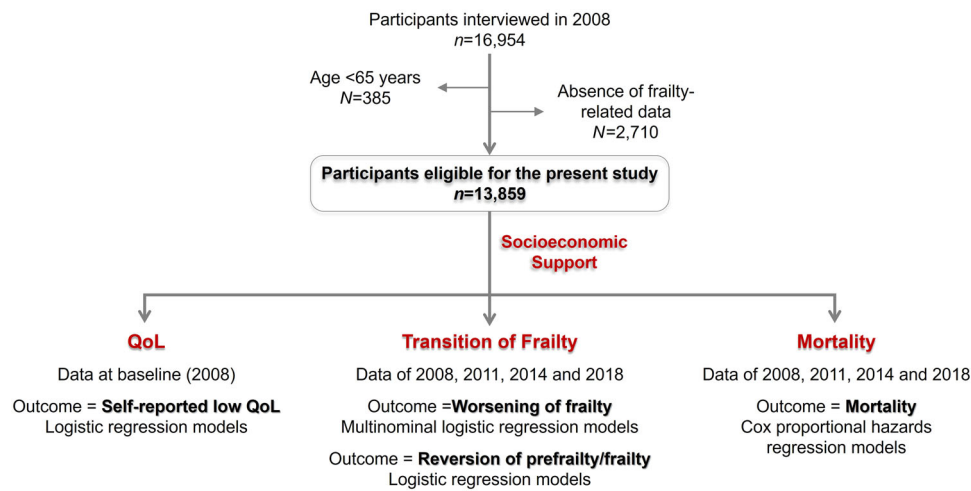 Participants interviewed in 2008
n=16,954
Age <65 years
N=385
Absence of frailty-
related data
N=2,710
Participants eligible for the present study
n=13,859
Socioeconomic
Support
QoL
Data at baseline (2008)
Outcome = Self-reported low QoL
Logistic regression models
Transition of Frailty
Data of 2008, 2011, 2014 and 2018
Outcome =Worsening of frailty
Multinominal logistic regression models
Outcome = Reversion of prefrailty/frailty
Logistic regression models
Mortality
Data of 2008, 2011, 2014 and 2018
Outcome = Mortality
Cox proportional hazards
regression models